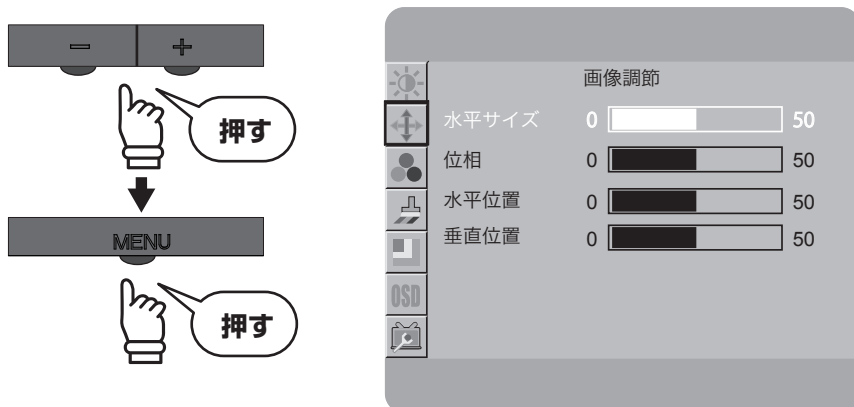 − +
押す
MENU
押す
画像調節
水平サイズ 0 50
位相 0 50
水平位置 0 50
垂直位置 0 50
OSD